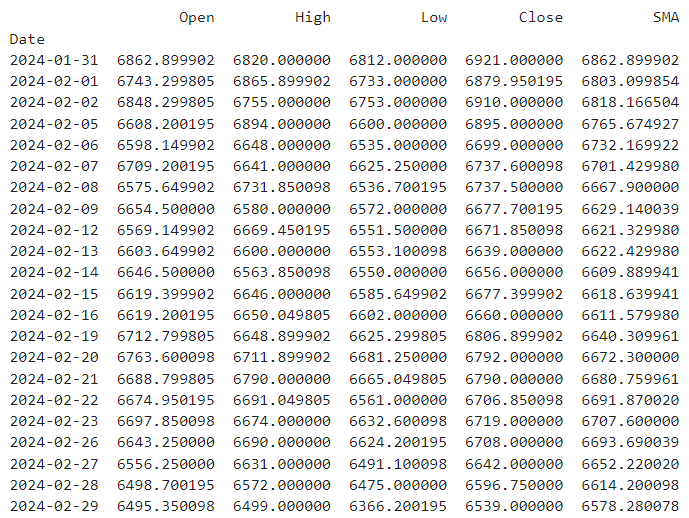 Open High Low Close SMA
Date
2024-01-31 6862.899902 6820.000000 6812.000000 6921.000000 6862.899902
2024-02-01 6743.299805 6865.899902 6733.000000 6879.950195 6803.099854
2024-02-02 6848.299805 6755.000000 6753.000000 6910.000000 6818.166504
2024-02-05 6608.200195 6894.000000 6600.000000 6895.000000 6765.674927
2024-02-06 6598.149902 6648.000000 6535.000000 6699.000000 6732.169922
2024-02-07 6709.200195 6641.000000 6625.250000 6737.600098 6701.429980
2024-02-08 6575.649902 6731.850098 6536.700195 6737.500000 6667.900000
2024-02-09 6654.500000 6580.000000 6572.000000 6677.700195 6629.140039
2024-02-12 6569.149902 6669.450195 6551.500000 6671.850098 6621.329980
2024-02-13 6603.649902 6600.000000 6553.100098 6639.000000 6622.429980
2024-02-14 6646.500000 6563.850098 6550.000000 6656.000000 6609.889941
2024-02-15 6619.399902 6646.000000 6585.649902 6677.399902 6618.639941
2024-02-16 6619.200195 6650.049805 6602.000000 6660.000000 6611.579980
2024-02-19 6712.799805 6648.899902 6625.299805 6806.899902 6640.309961
2024-02-20 6763.600098 6711.899902 6681.250000 6792.000000 6672.300000
2024-02-21 6688.799805 6790.000000 6665.049805 6790.000000 6680.759961
2024-02-22 6674.950195 6691.049805 6561.000000 6706.850098 6691.870020
2024-02-23 6697.850098 6674.000000 6632.600098 6719.000000 6707.600000
2024-02-26 6643.250000 6690.000000 6624.200195 6708.000000 6693.690039
2024-02-27 6556.250000 6631.000000 6491.100098 6642.000000 6652.220020
2024-02-28 6498.700195 6572.000000 6475.000000 6596.750000 6614.200098
2024-02-29 6495.350098 6499.000000 6366.200195 6539.000000 6578.280078